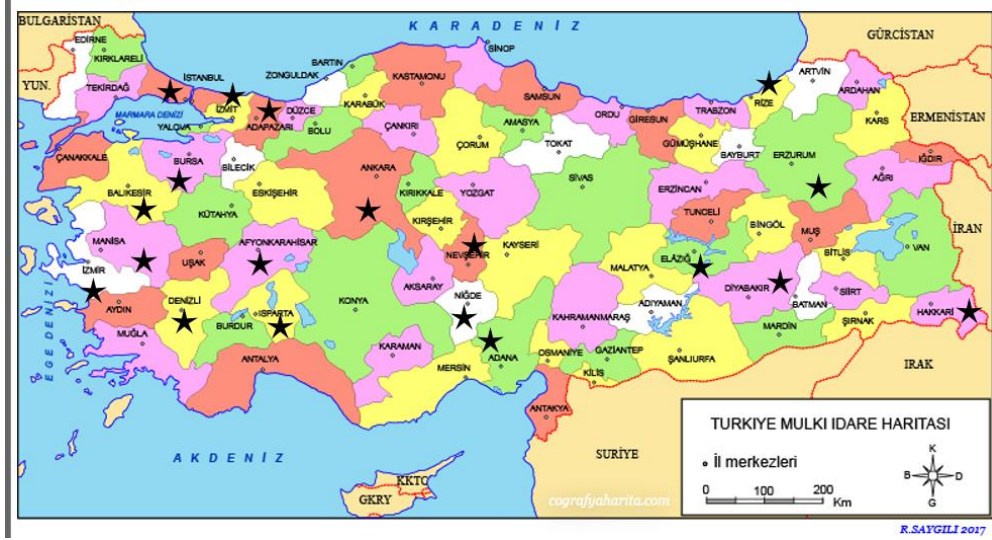 BULGARİSTAN
KARADENİZ
GÜRCİSTAN
EDİRNE
KIRKLARELİ
YUN.
TEKİRDAĞ
İSTANBUL
MARMARA DENİZİ
YALOVA
İZMİT
ADAPAZARI
DÜZCE
BOLU
ZONGULDAK
BARTIN
KARABÜK
KASTAMONU
SİNOP
ÇANKIRI
SAMSUN
AMASYA
ÇORUM
TOKAT
ORDU
GİRESUN
TRABZON
GÜMÜŞHANE
BAYBURT
RİZE
ARTVİN
ARDAHAN
KARS
ERMENİSTAN
IĞDIR
ÇANAKKALE
BURSA
BİLECİK
BALIKESİR
ESKİŞEHİR
KÜTAHYA
ANKARA
KIRIKKALE
YOZGAT
KIRŞEHİR
SİVAS
ERZİNCAN
ERZURUM
AĞRI
TUNCELİ
BİNGÖL
MUŞ
İRAN
VAN
BİTLİS
MANİSA
İZMİR
UŞAK
AFYONKARAHİSAR
NEVŞEHİR
KAYSERİ
AKSARAY
MALATYA
ELÂZIĞ
DİYABAKIR
BATMAN
SİİRT
HAKKARİ
ŞIRNAK
MARDİN
EGE DENİZİ
AYDIN
DENİZLİ
BURDUR
ISPARTA
KONYA
NİĞDE
ADIYAMAN
KAHRAMANMARAŞ
MUĞLA
ANTALYA
KARAMAN
MERSİN
ADANA
OSMANİYE
GAZİANTEP
KİLİS
ŞANLIURFA
ANTAKYA
IRAK
SURİYE
AKDENİZ
KKTC
GKRY
cografyaharita.com
TURKIYE MULKI IDARE HARITASI
İl merkezleri
0 100 200
Km
K
B D
G
R.SAYGILI 2017